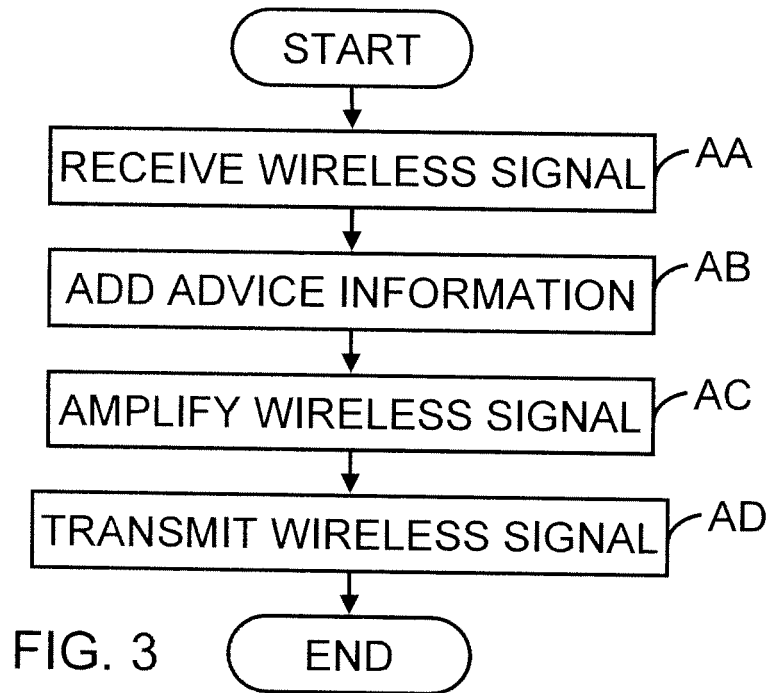 START
RECEIVE WIRELESS SIGNAL
AA
ADD ADVICE INFORMATION
AB
AMPLIFY WIRELESS SIGNAL
AC
TRANSMIT WIRELESS SIGNAL
AD
END
FIG. 3